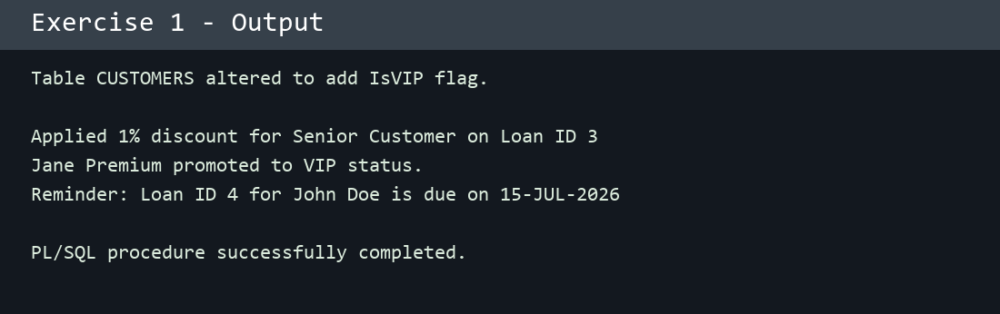 Exercise 1 - Output
Table CUSTOMERS altered to add IsVIP flag.
Applied 1% discount for Senior Customer on Loan ID 3
Jane Premium promoted to VIP status.
Reminder: Loan ID 4 for John Doe is due on 15-JUL-2026
PL/SQL procedure successfully completed.